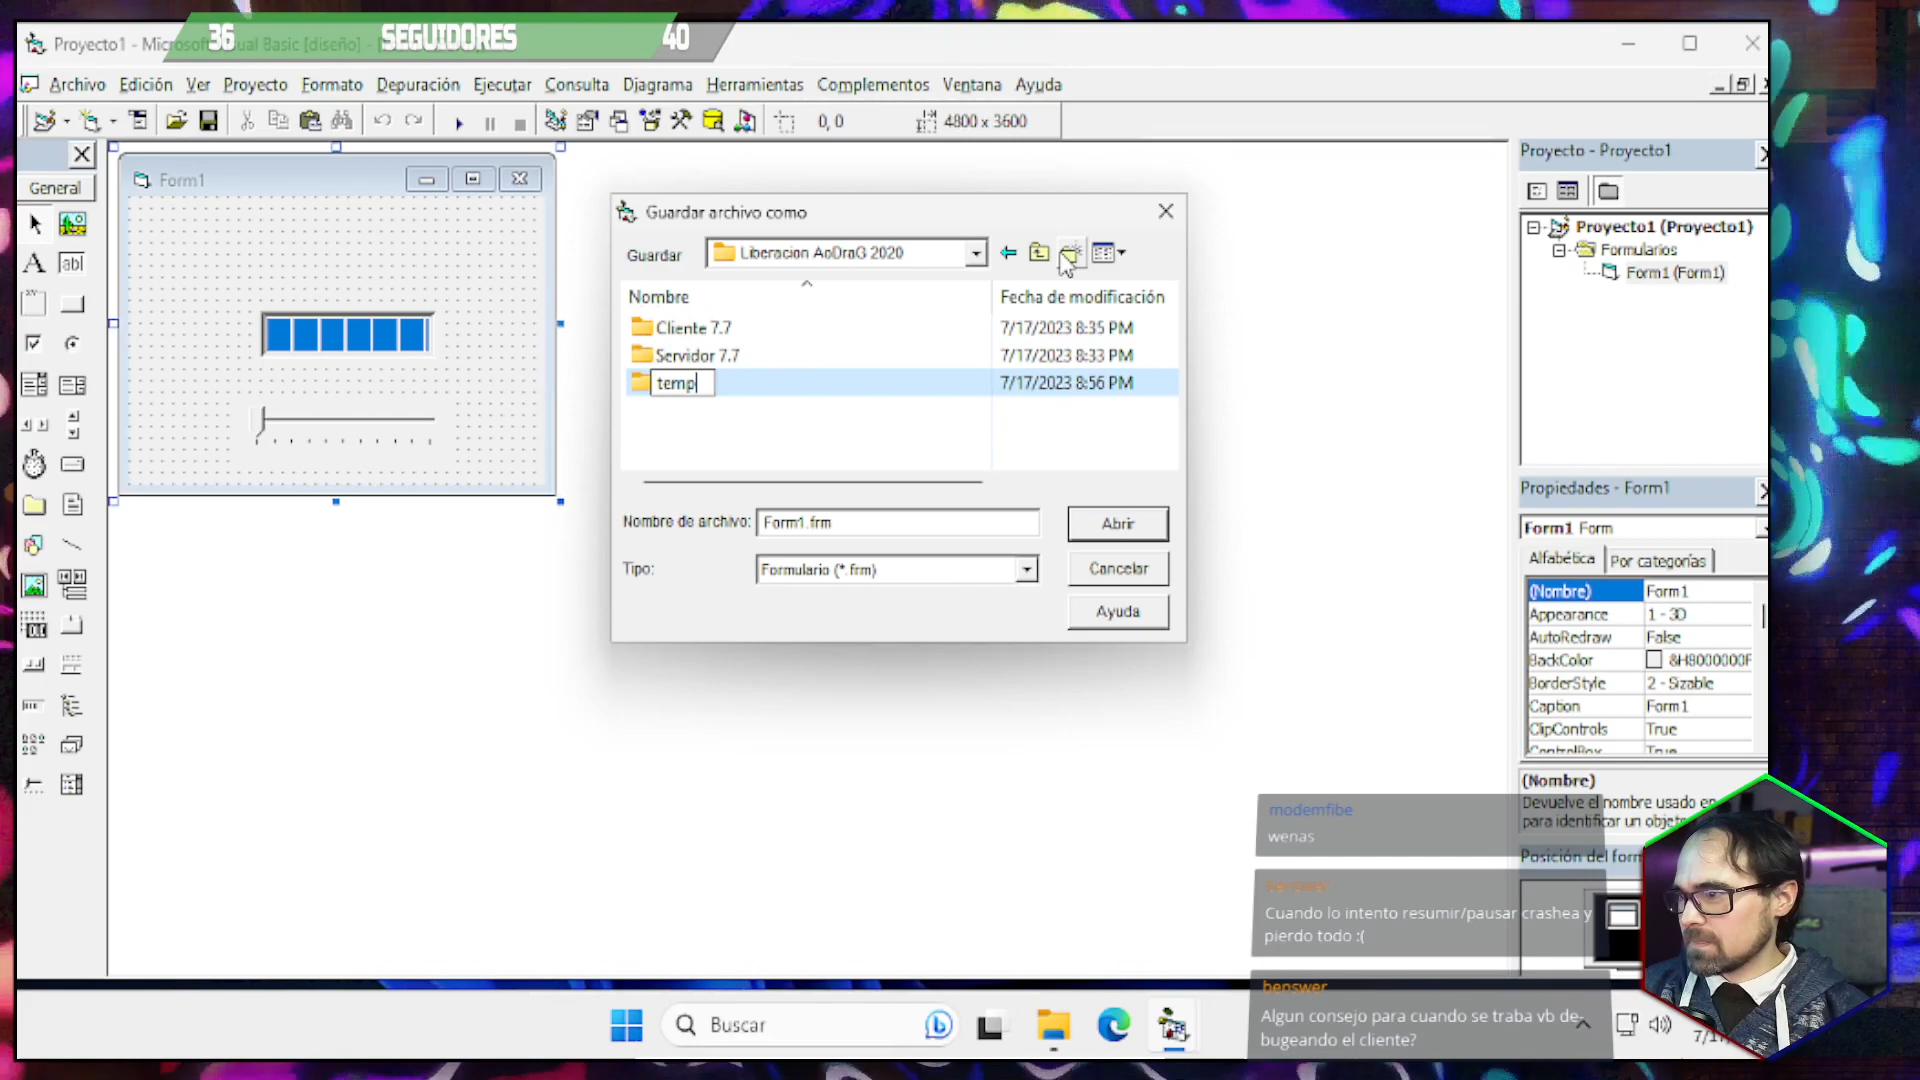 36 SEGUIDORES 40
Proyecto1 - Microsoft Visual Basic [diseño] -
Archivo Edición Ver Proyecto Formato Depuración Ejecutar Consulta Diagrama Herramientas Complementos Ventana Ayuda
0, 0
4800 x 3600
General
A
abl
Form1
Guardar archivo como
Guardar
Liberacion AoDraG 2020
Nombre Fecha de modificación
Cliente 7.7 7/17/2023 8:35 PM
Servidor 7.7 7/17/2023 8:33 PM
temp 7/17/2023 8:56 PM
Nombre de archivo: Form1.frm Abrir
Tipo: Formulario (*.frm) Cancelar
Ayuda
Proyecto - Proyecto1
Proyecto1 (Proyecto1)
Formularios
Form1 (Form1)
Propiedades - Form1
Form1 Form
Alfabética Por categorías
(Nombre) Form1
Appearance 1 - 3D
AutoRedraw False
BackColor &H8000000F
BorderStyle 2 - Sizable
Caption Form1
ClipControls True
ControlBox True
(Nombre)
Devuelve el nombre usado en
para identificar un objeto
Posición del form
modemfibe
wenas
benswer
Cuando lo intento resumir/pausar crashea y
pierdo todo :(
benswer
Algun consejo para cuando se traba vb de-
bugeando el cliente?
Buscar